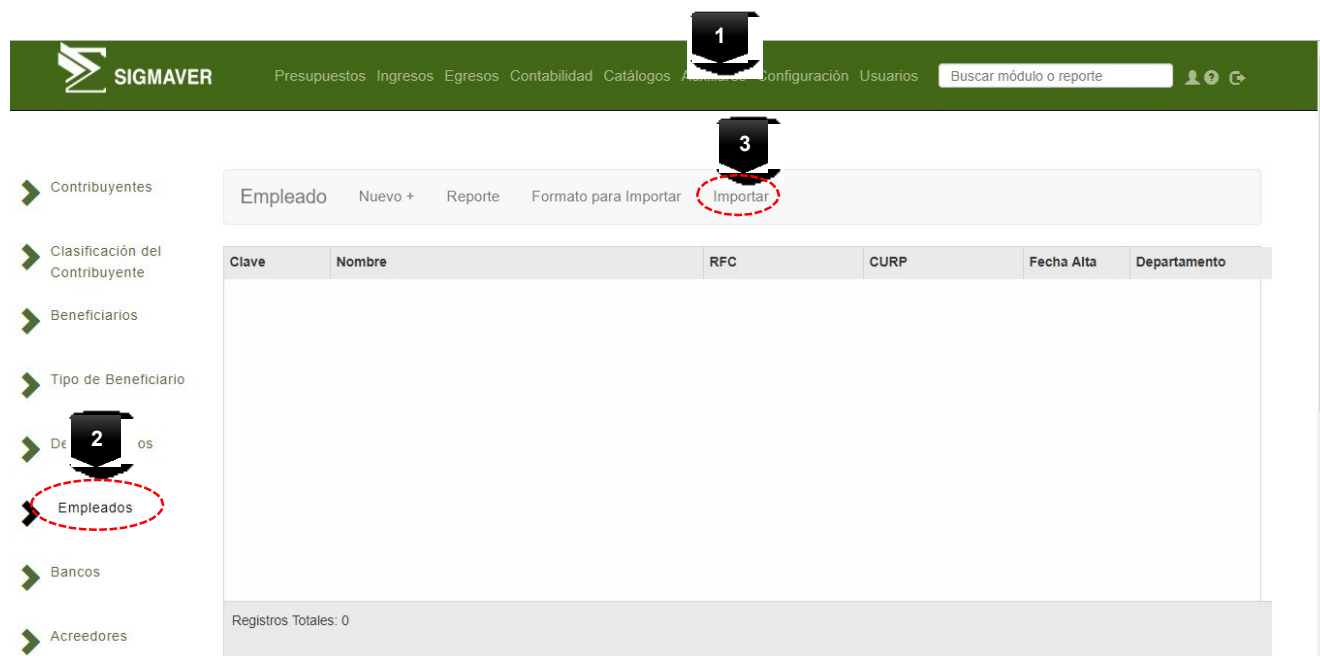 1
SIGMAVER
Presupuestos Ingresos Egresos Contabilidad Catálogos Configuración Usuarios
Buscar módulo o reporte
3
Empleado Nuevo + Reporte Formato para Importar Importar
Contribuyentes
Clasificación del
Contribuyente
Beneficiarios
Tipo de Beneficiario
2
Empleados
Bancos
Acreedores
Clave Nombre RFC CURP Fecha Alta Departamento
Registros Totales: 0